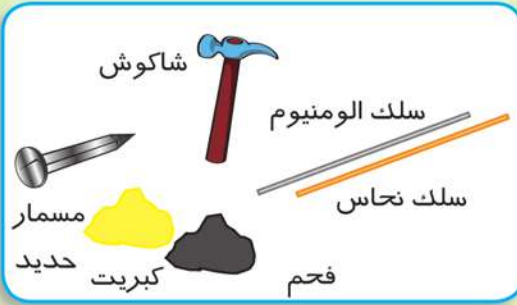 شاكوش
سلك الومنيوم
سلك نحاس
مسمار
حديد
كبريت
فحم